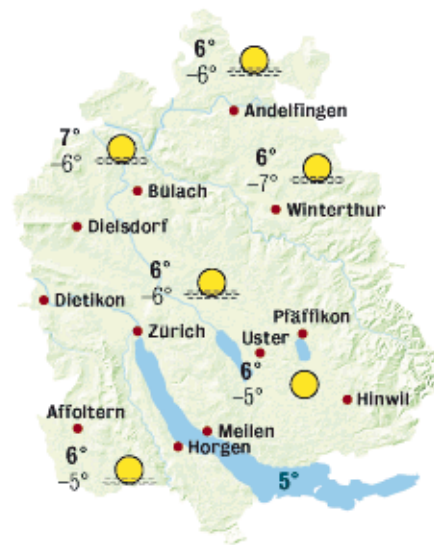 6°
–6°
Andelfingen
7°
–6°
6°
–7°
Bülach
Winterthur
Dielsdorf
6°
–6°
Dietikon
Zürich
Pfäffikon
Uster
6°
–5°
Hinwil
Affoltern
Meilen
Horgen
6°
–5°
5°